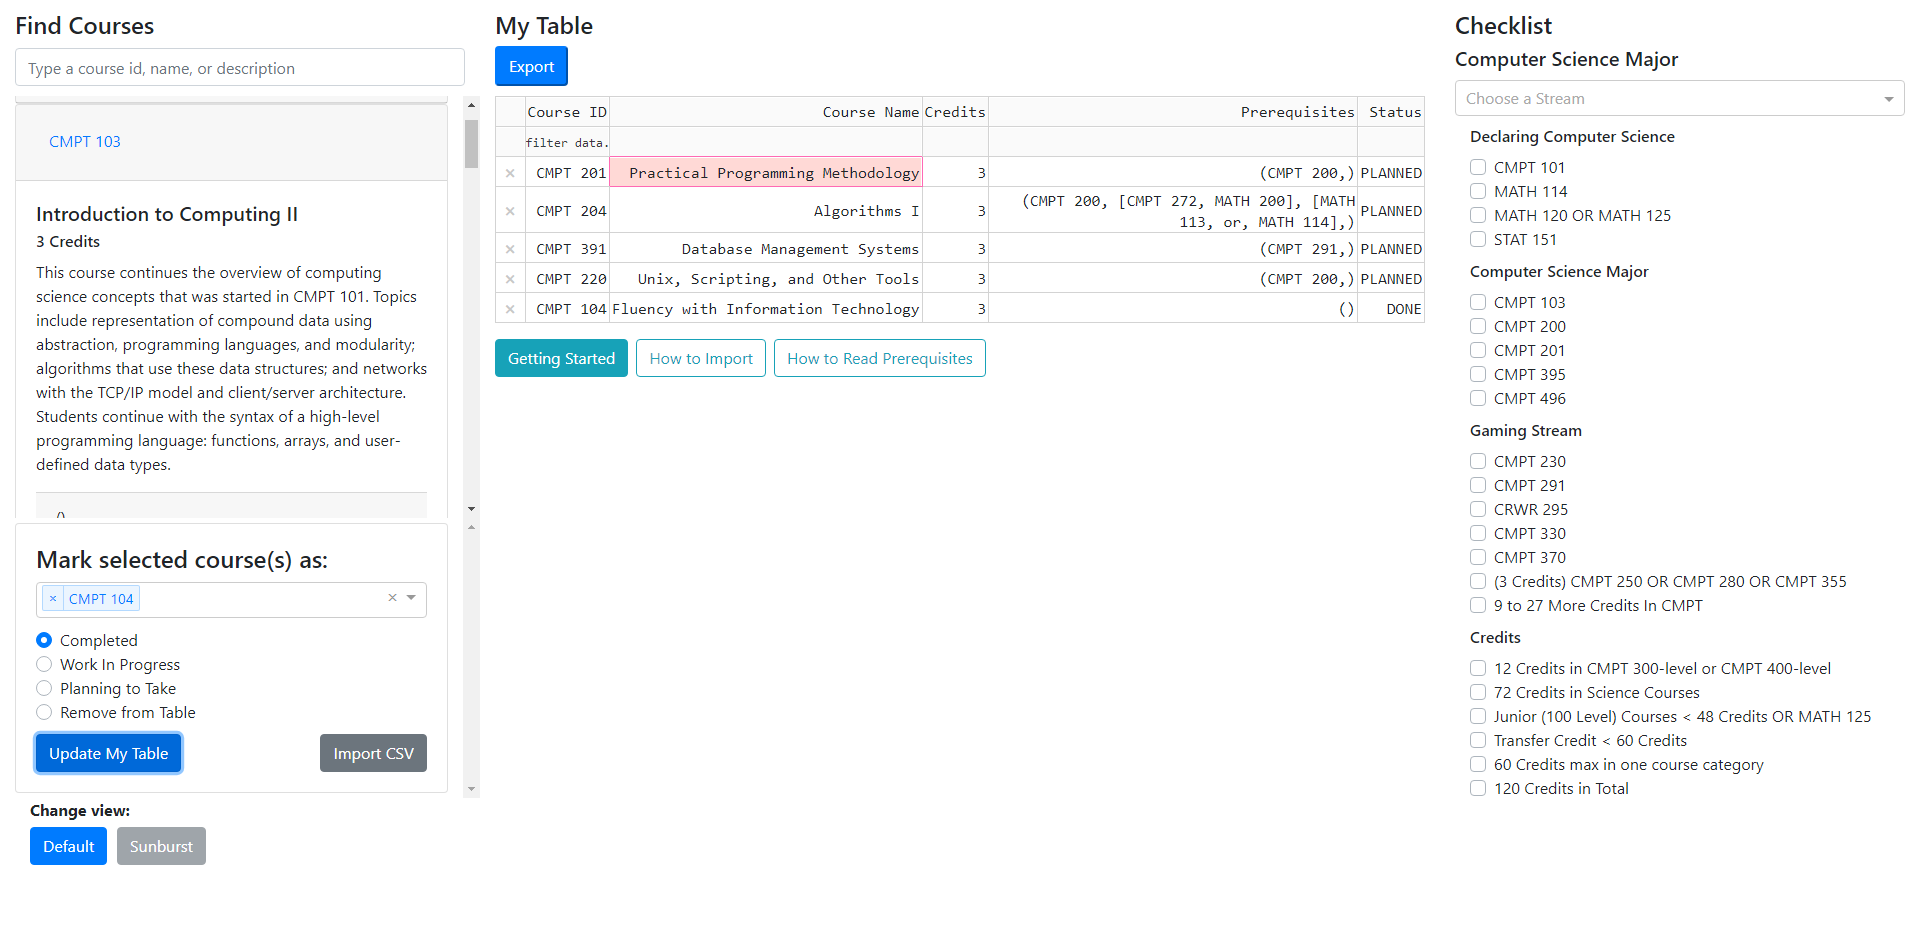 Find Courses
Type a course id, name, or description
CMPT 103
Introduction to Computing II
3 Credits
This course continues the overview of computing
science concepts that was started in CMPT 101. Topics
include representation of compound data using
abstraction, programming languages, and modularity;
algorithms that use these data structures; and networks
with the TCP/IP model and client/server architecture.
Students continue with the syntax of a high-level
programming language: functions, arrays, and user-
defined data types.
Mark selected course(s) as:
× CMPT 104 ×
Completed
Work In Progress
Planning to Take
Remove from Table
Update My Table
Import CSV
Change view:
Default
Sunburst
My Table
Export
Course ID Course Name Credits Prerequisites Status
filter data.
× CMPT 201 Practical Programming Methodology 3 (CMPT 200,) PLANNED
× CMPT 204 Algorithms I 3 (CMPT 200, [CMPT 272, MATH 200], [MATH
113, or, MATH 114],) PLANNED
× CMPT 391 Database Management Systems 3 (CMPT 291,) PLANNED
× CMPT 220 Unix, Scripting, and Other Tools 3 (CMPT 200,) PLANNED
× CMPT 104 Fluency with Information Technology 3 () DONE
Getting Started
How to Import
How to Read Prerequisites
Checklist
Computer Science Major
Choose a Stream
Declaring Computer Science
CMPT 101
MATH 114
MATH 120 OR MATH 125
STAT 151
Computer Science Major
CMPT 103
CMPT 200
CMPT 201
CMPT 395
CMPT 496
Gaming Stream
CMPT 230
CMPT 291
CRWR 295
CMPT 330
CMPT 370
(3 Credits) CMPT 250 OR CMPT 280 OR CMPT 355
9 to 27 More Credits In CMPT
Credits
12 Credits in CMPT 300-level or CMPT 400-level
72 Credits in Science Courses
Junior (100 Level) Courses < 48 Credits OR MATH 125
Transfer Credit < 60 Credits
60 Credits max in one course category
120 Credits in Total